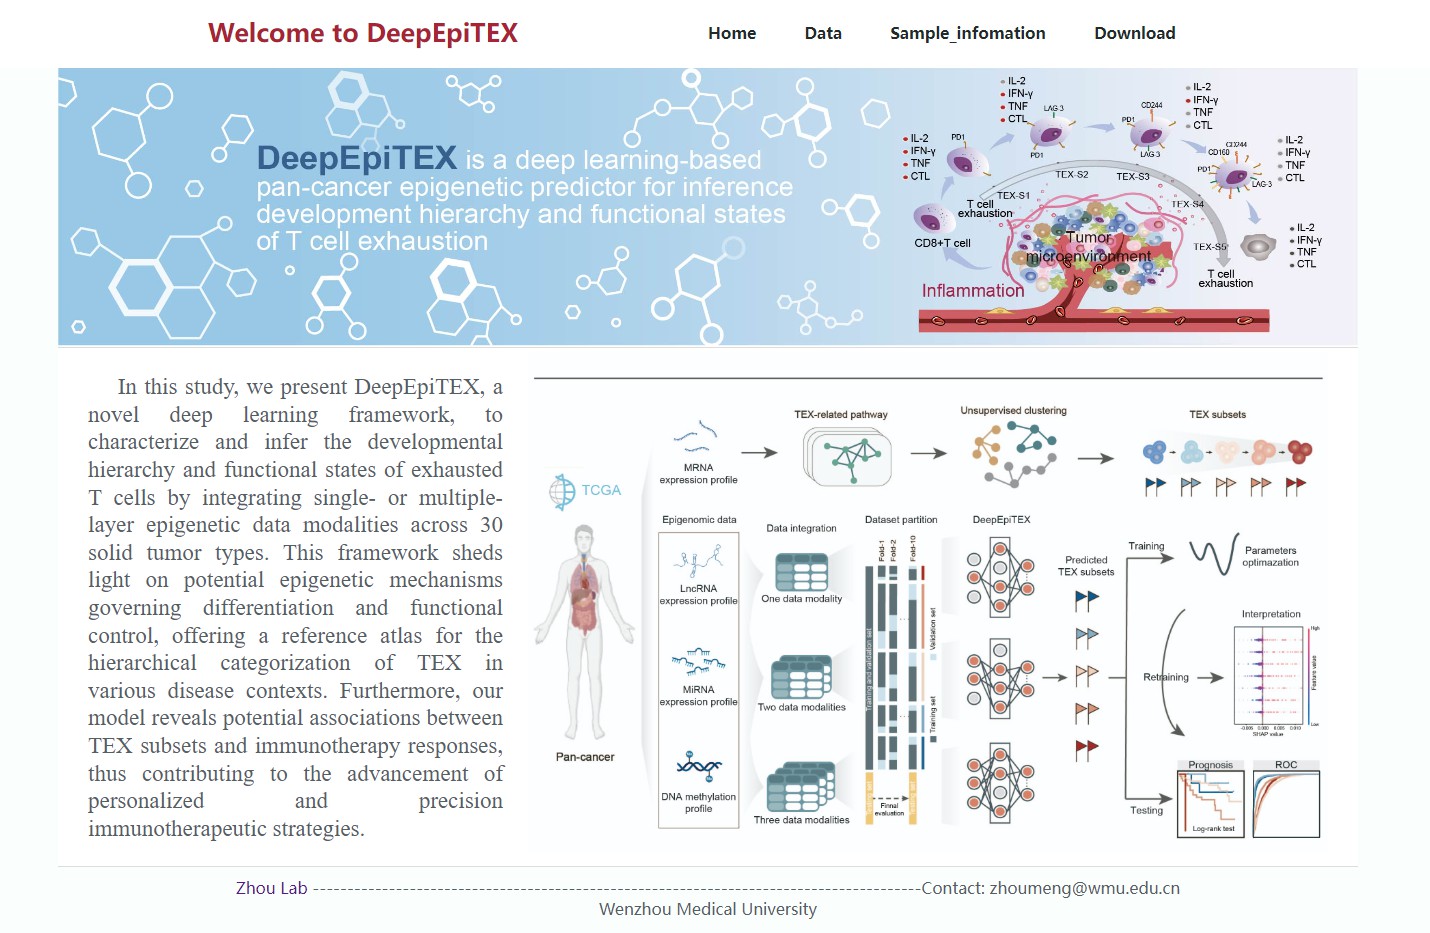 Welcome to DeepEpiTEX
Home
Data
Sample_infomation
Download
DeepEpiTEX is a deep learning-based
pan-cancer epigenetic predictor for inference
development hierarchy and functional states
of T cell exhaustion
IL-2
IFN-γ
TNF
CTL
PD1
IL-2
IFN-γ
TNF
CTL
LAG 3
PD1
IL-2
IFN-γ
TNF
CTL
CD244
PD1
LAG 3
IL-2
IFN-γ
TNF
CTL
CD244
CD160
PD1
LAG-3
IL-2
IFN-γ
TNF
CTL
TEX-S1
TEX-S2
TEX-S3
TEX-S4
TEX-S5
T cell
exhaustion
CD8+T cell
Tumor
microenvironment
Inflammation
T cell
exhaustion
In this study, we present DeepEpiTEX, a
novel deep learning framework, to
characterize and infer the developmental
hierarchy and functional states of exhausted
T cells by integrating single- or multiple-
layer epigenetic data modalities across 30
solid tumor types. This framework sheds
light on potential epigenetic mechanisms
governing differentiation and functional
control, offering a reference atlas for the
hierarchical categorization of TEX in
various disease contexts. Furthermore, our
model reveals potential associations between
TEX subsets and immunotherapy responses,
thus contributing to the advancement of
personalized and precision
immunotherapeutic strategies.
TCGA
Pan-cancer
MRNA
expression profile
TEX-related pathway
Unsupervised clustering
TEX subsets
Epigenomic data
LncRNA
expression profile
MiRNA
expression profile
DNA methylation
profile
Data integration
One data modality
Two data modalities
Three data modalities
Dataset partition
Fold-1
Fold-2
Fold-10
Training and validation set
Validation set
Training set
Finnal
evaluation
DeepEpiTEX
Predicted
TEX subsets
Training
Parameters
optimazation
Retraining
Interpretation
High
Feature value
Low
-0.005 0.000 0.005 0.010
SHAP value
Testing
Prognosis
Log-rank test
ROC
Zhou Lab --------------------------------------------------------------------------Contact: zhoumeng@wmu.edu.cn
Wenzhou Medical University